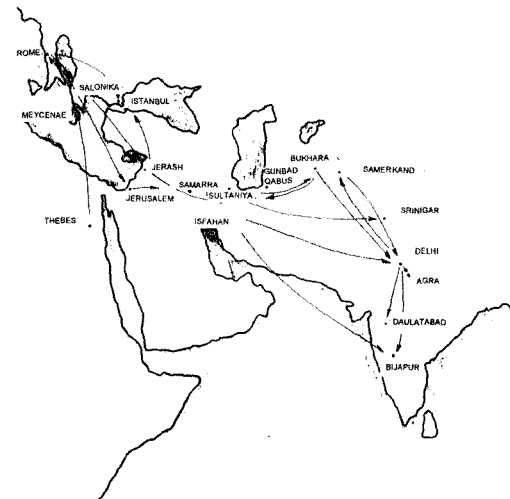 ROME
SALONIKA
ISTANBUL
MEYCENAE
BUKHARA
GUNBAD
QABUS
SAMERKAND
JERASH
SAMARRA
JERUSALEM
SULTANIYA
SRINIGAR
THEBES
ISFAHAN
DELHI
AGRA
DAULATABAD
BIJAPUR